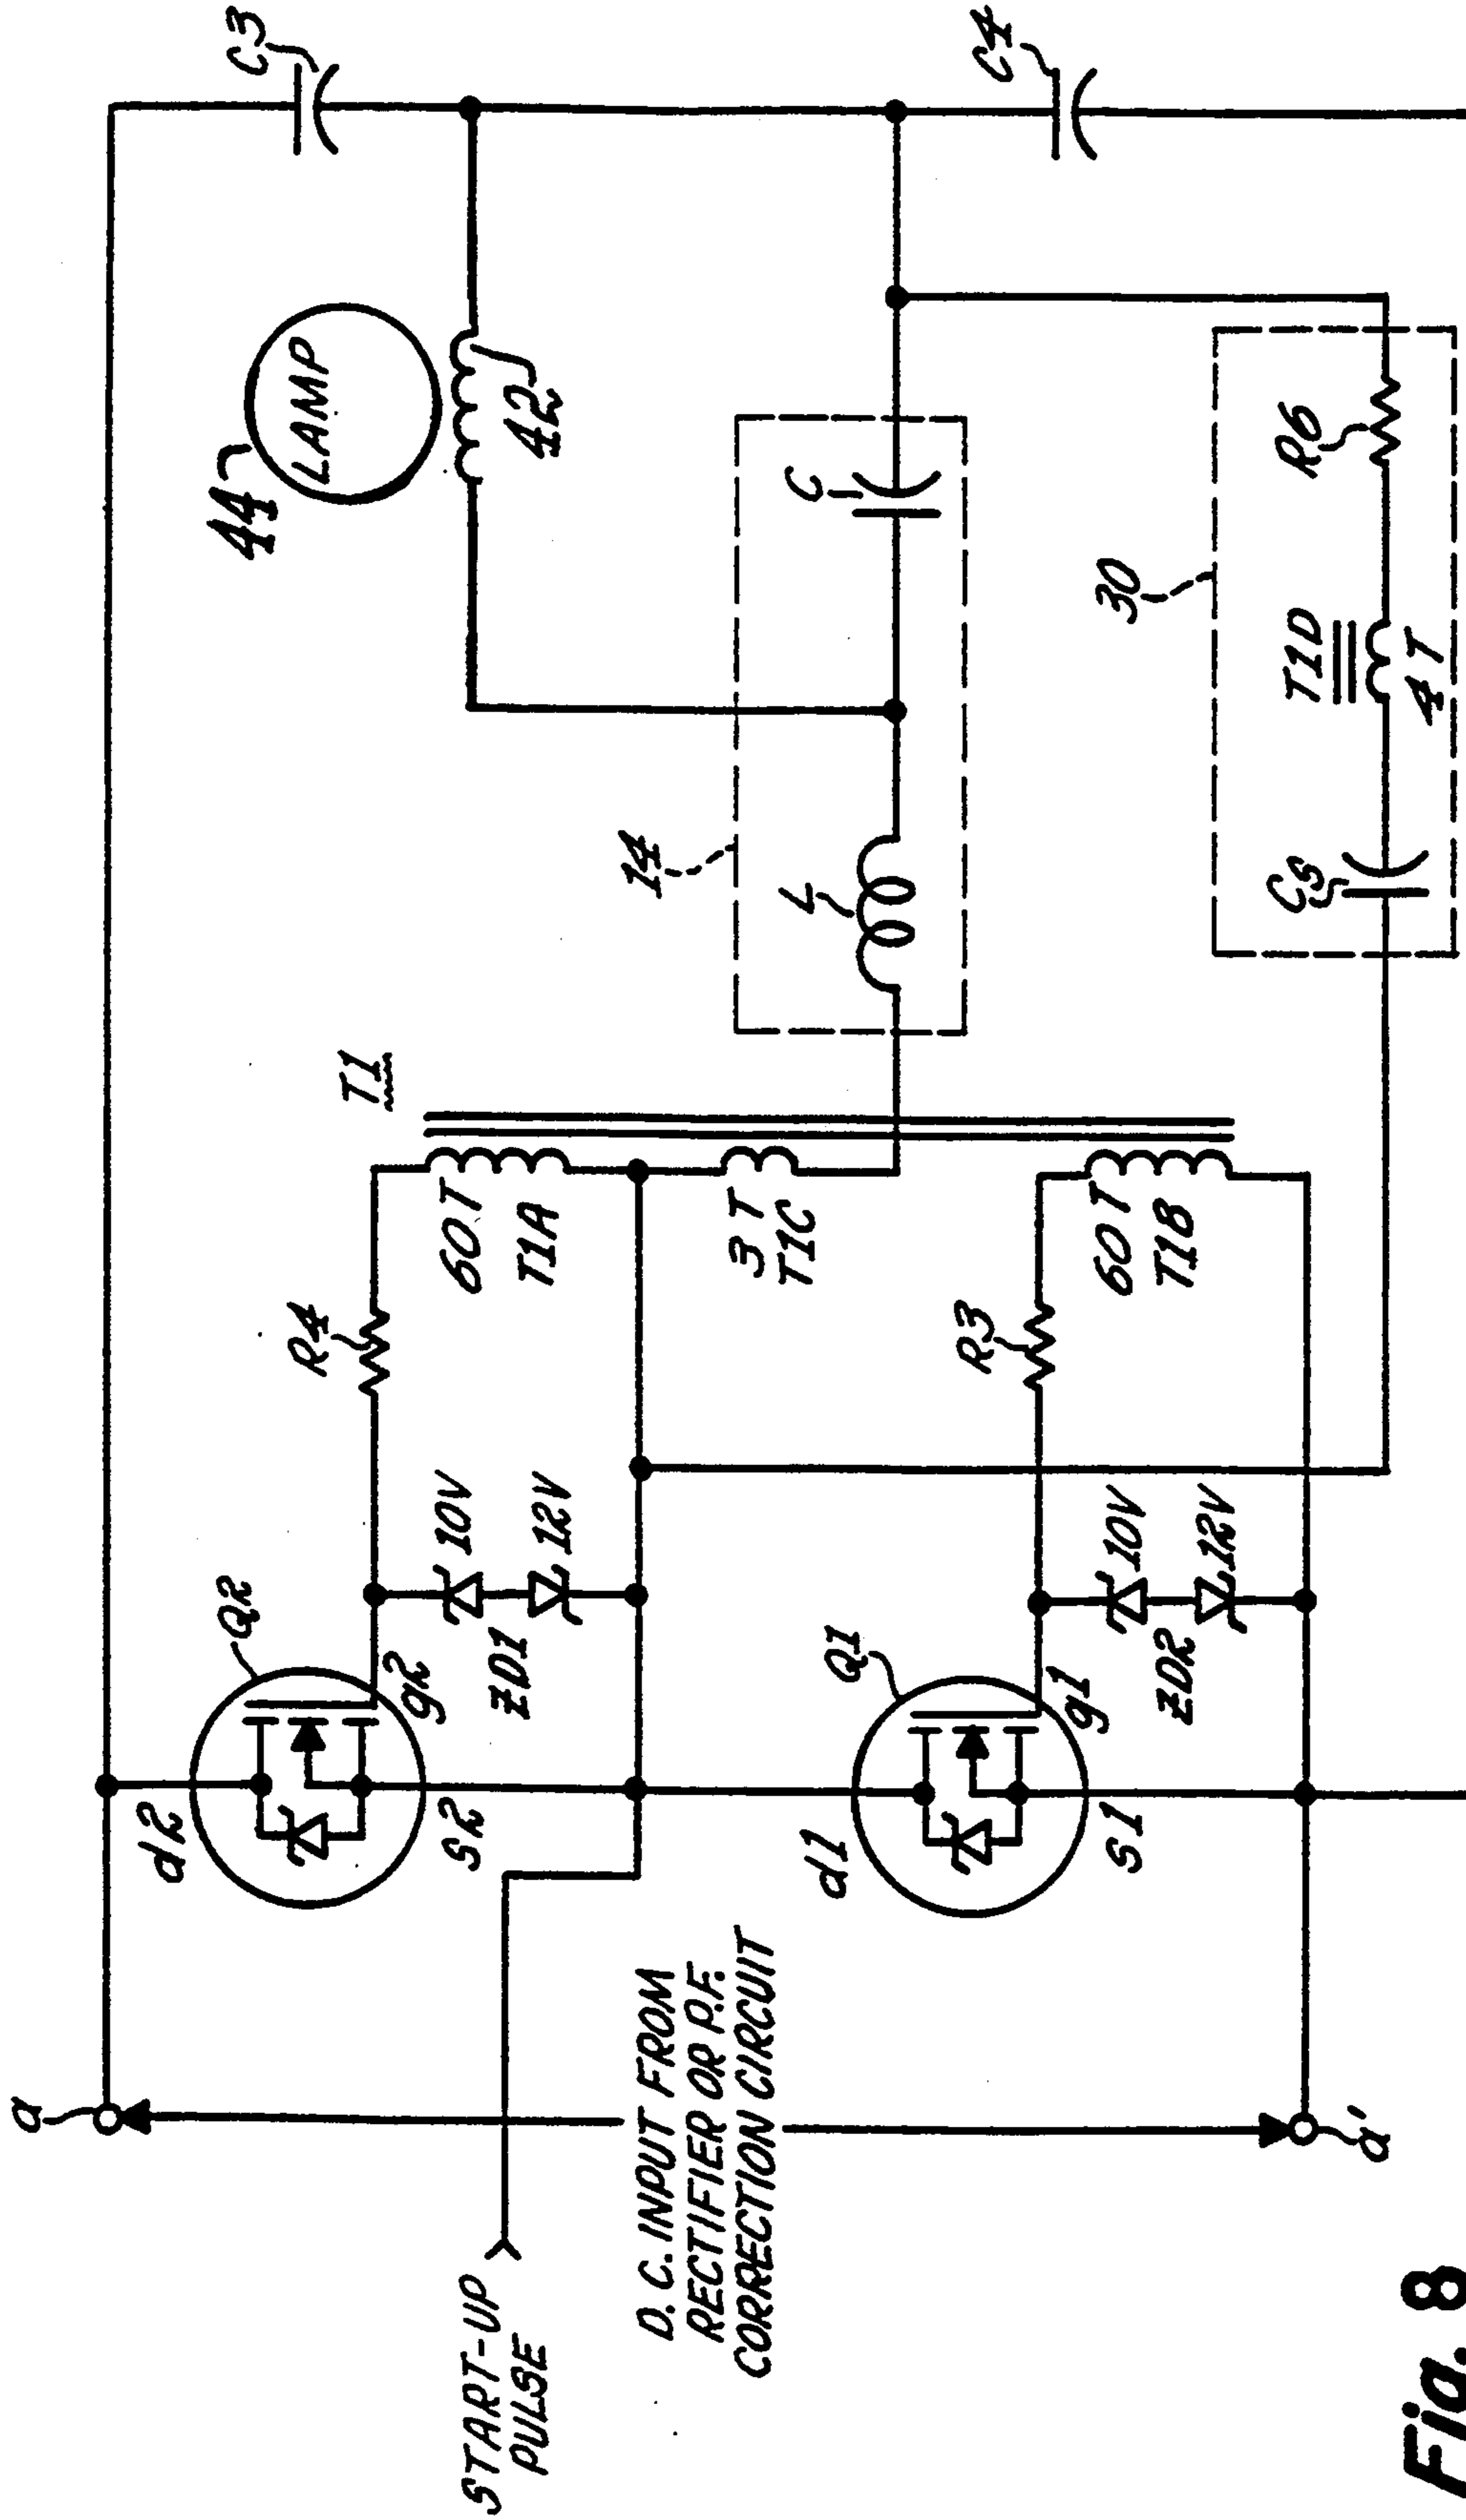 a
C3
Q2
44
LAMP
d2
R4
T1
g2
START-UP
PULSE
s2
ZD1
10V
12V
60T
T1A
42
D.C. INPUT FROM
RECTIFIER OR P.F.
CORRECTION CIRCUIT
14
L
C
C4
3T
T1C
d1
Q1
R3
g1
s1
ZD2
10V
12V
60T
T1B
30
a'
C5
T1D
R6
Fig. 8